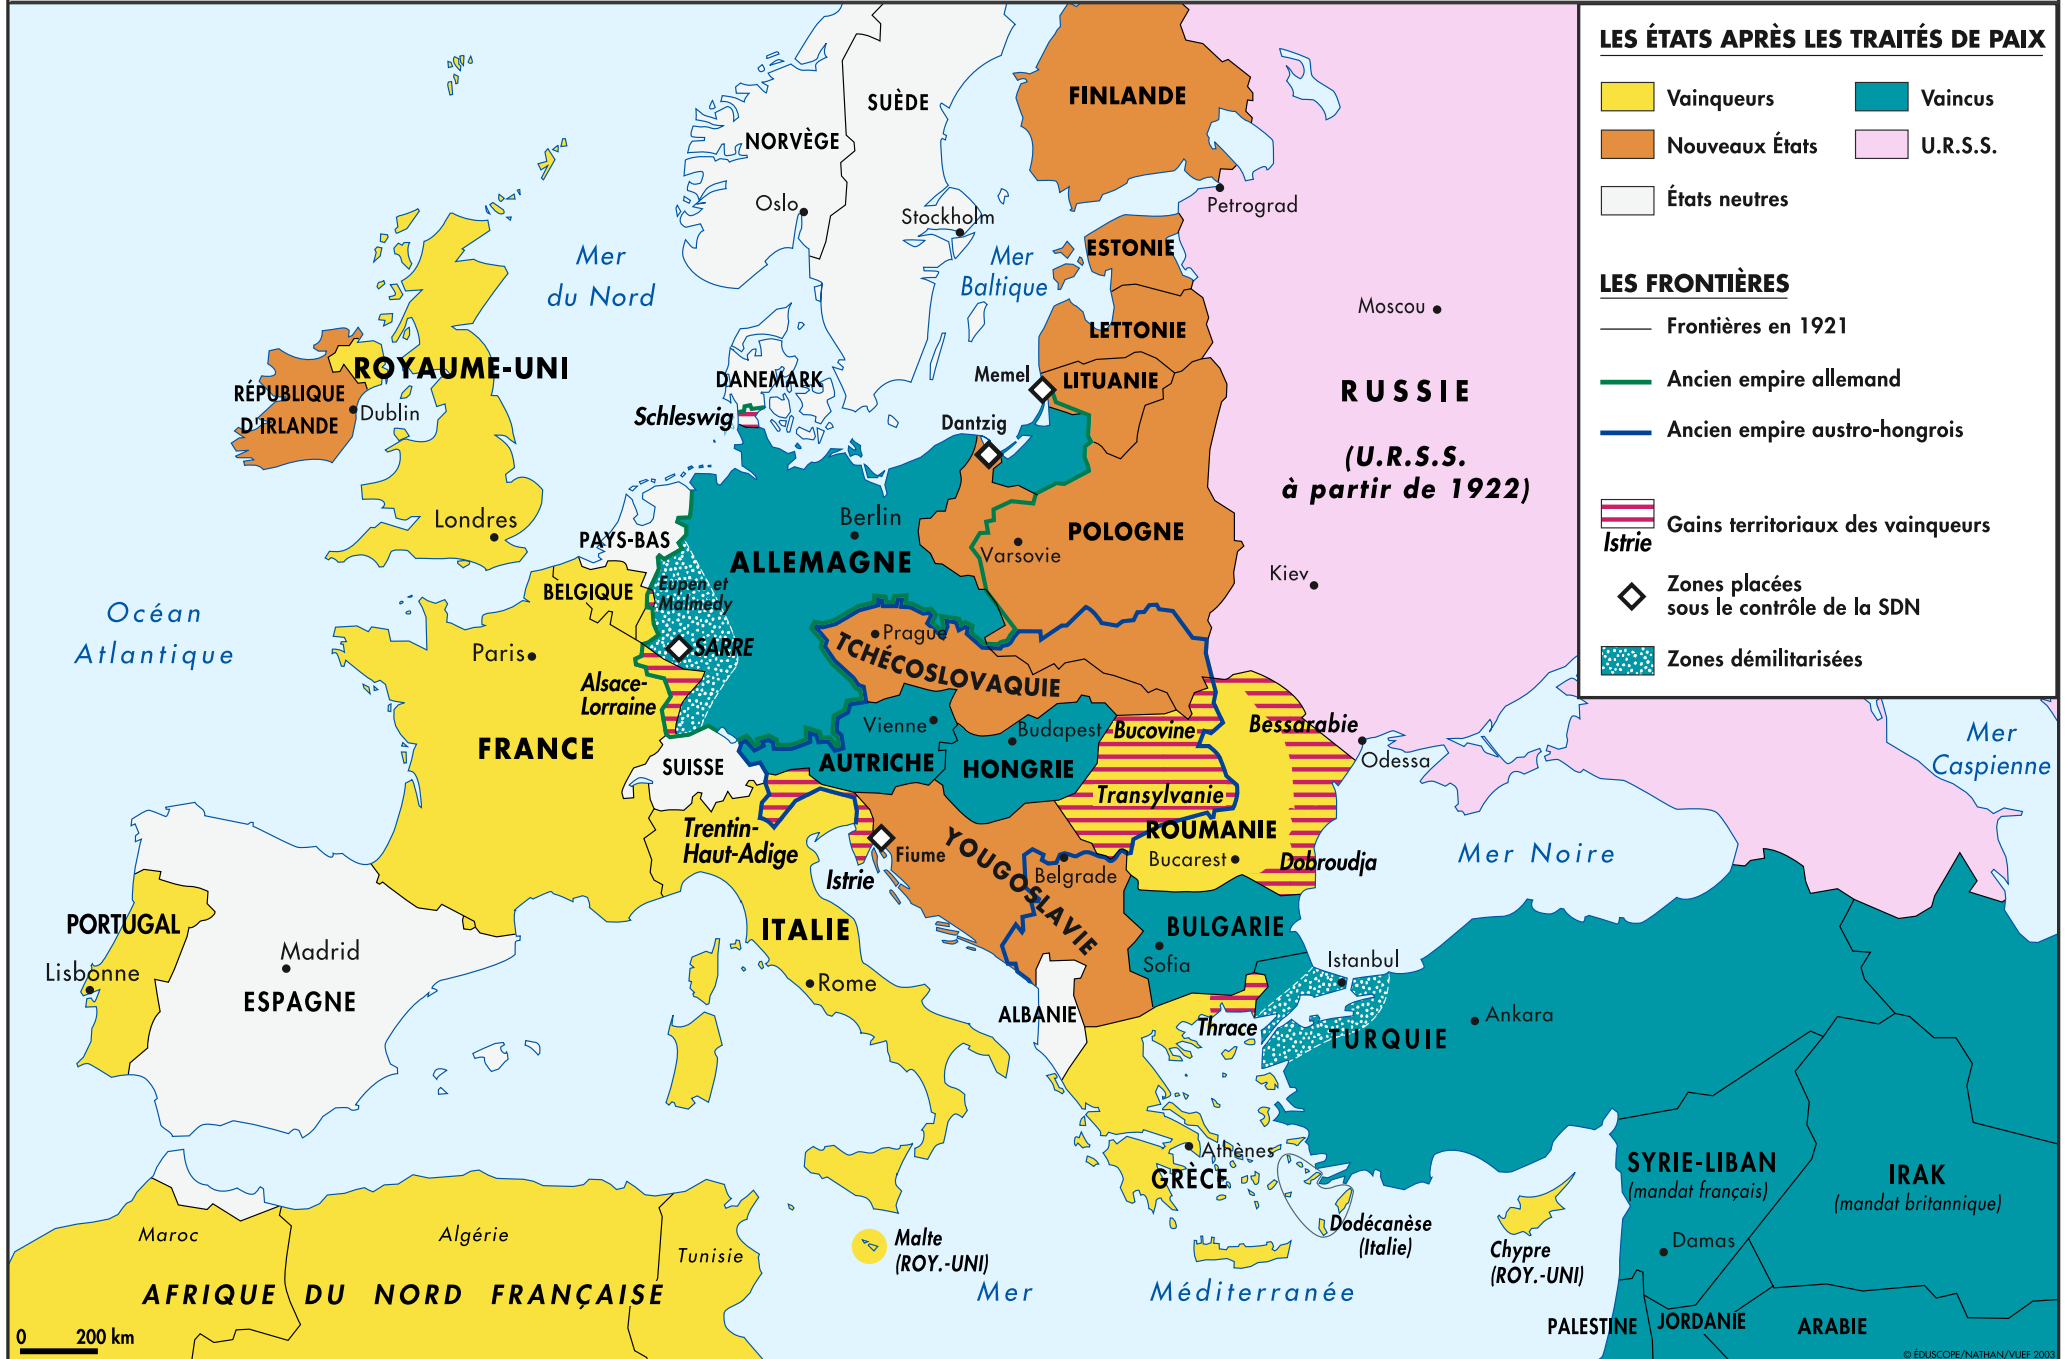 LES ÉTATS APRÈS LES TRAITÉS DE PAIX
Vainqueurs
Vaincus
Nouveaux États
U.R.S.S.
États neutres
LES FRONTIÈRES
Frontières en 1921
Ancien empire allemand
Ancien empire austro-hongrois
Istrie
Gains territoriaux des vainqueurs
Zones placées
sous le contrôle de la SDN
Zones démilitarisées
FINLANDE
SUÈDE
NORVÈGE
Oslo
Stockholm
Petrograd
Mer
du Nord
Mer
Baltique
ESTONIE
Moscou
LETTONIE
ROYAUME-UNI
RÉPUBLIQUE
D'IRLANDE
Dublin
DANEMARK
Schleswig
Memel
LITUANIE
Dantzig
RUSSIE
(U.R.S.S.
à partir de 1922)
Londres
PAYS-BAS
Berlin
ALLEMAGNE
POLOGNE
Varsovie
Kiev
BELGIQUE
Eupen et
Malmedy
Océan
Atlantique
Paris
SARRE
Prague
TCHÉCOSLOVAQUIE
Alsace-
Lorraine
FRANCE
SUISSE
Vienne
AUTRICHE
Budapest
HONGRIE
Bucovine
Bessarabie
Odessa
Mer
Caspienne
Transylvanie
ROUMANIE
Bucarest
Dobroudja
Mer Noire
Trentin-
Haut-Adige
Istrie
Fiume
YOUGOSLAVIE
Belgrade
PORTUGAL
Lisbonne
Madrid
ESPAGNE
ITALIE
Rome
BULGARIE
Sofia
ALBANIE
Thrace
Istanbul
Ankara
TURQUIE
Athènes
GRÈCE
Dodécanèse
(Italie)
Chypre
(ROY.-UNI)
SYRIE-LIBAN
(mandat français)
Damas
IRAK
(mandat britannique)
Maroc
Algérie
Tunisie
AFRIQUE DU NORD FRANÇAISE
Malte
(ROY.-UNI)
Mer Méditerranée
PALESTINE
JORDANIE
ARABIE
0 200 km
© ÉDUSCOPE/NATHAN/VUEF 2003